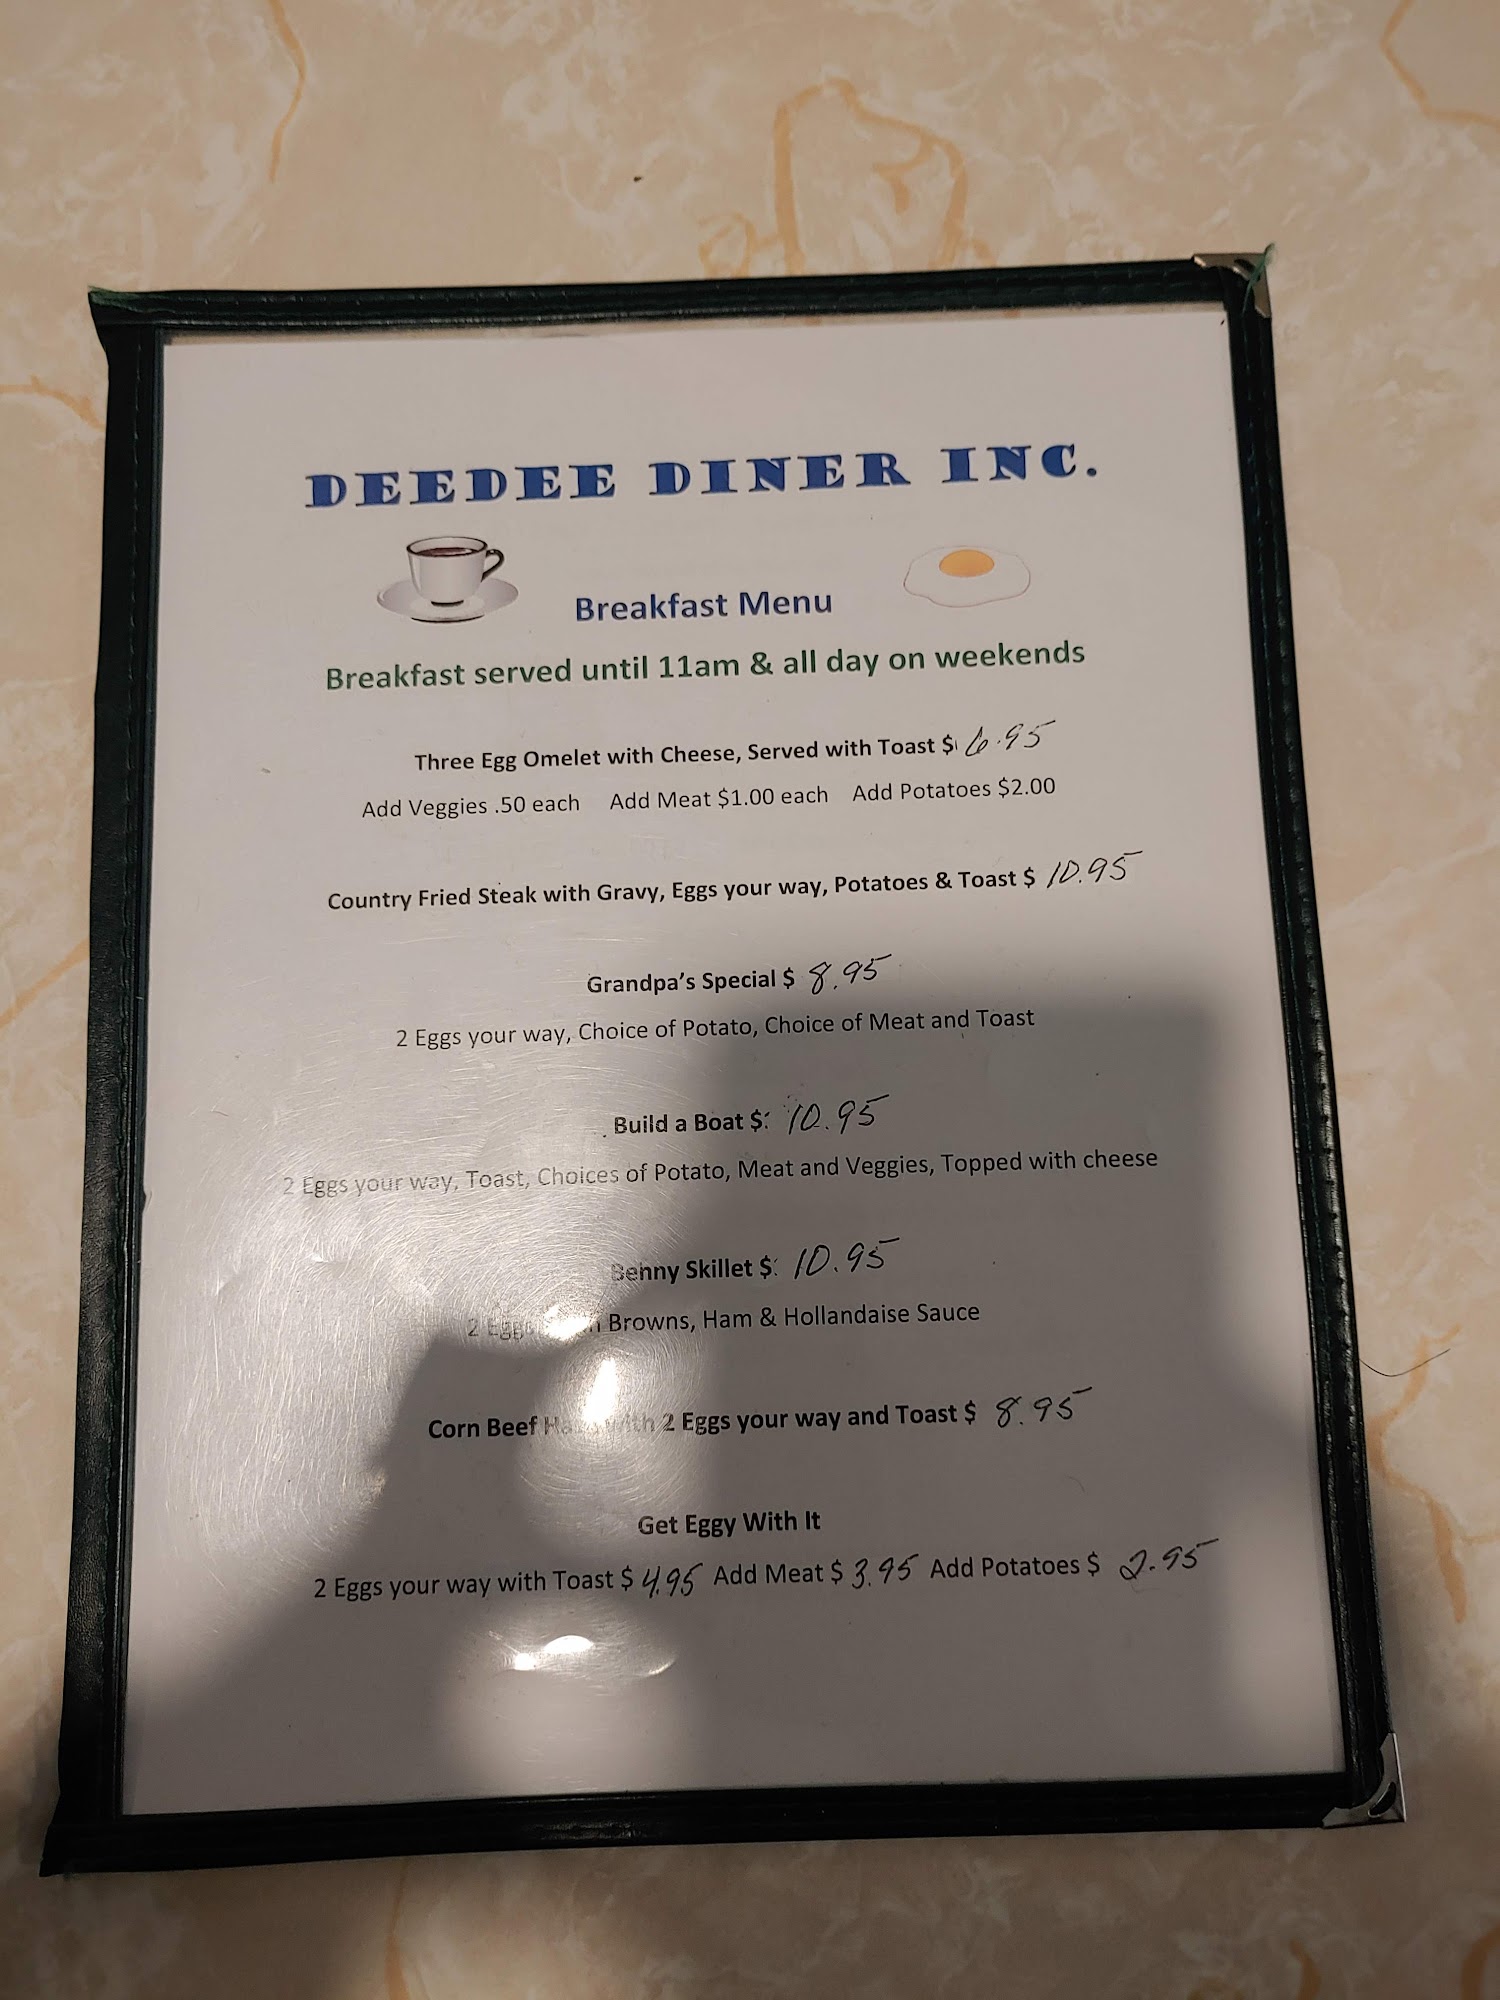 DEEDEE DINER INC.
Breakfast Menu
Breakfast served until 11am & all day on weekends
Three Egg Omelet with Cheese, Served with Toast $ 6.95
Add Veggies .50 each Add Meat $1.00 each Add Potatoes $2.00
Country Fried Steak with Gravy, Eggs your way, Potatoes & Toast $ 10.95
Grandpa's Special $ 8.95
2 Eggs your way, Choice of Potato, Choice of Meat and Toast
Build a Boat $ 10.95
2 Eggs your way, Toast, Choices of Potato, Meat and Veggies, Topped with cheese
Benny Skillet $ 10.95
2 Eggs Browns, Ham & Hollandaise Sauce
Corn Beef with 2 Eggs your way and Toast $ 8.95
Get Eggy With It
2 Eggs your way with Toast $ 4.95 Add Meat $ 3.95 Add Potatoes $ 2.95